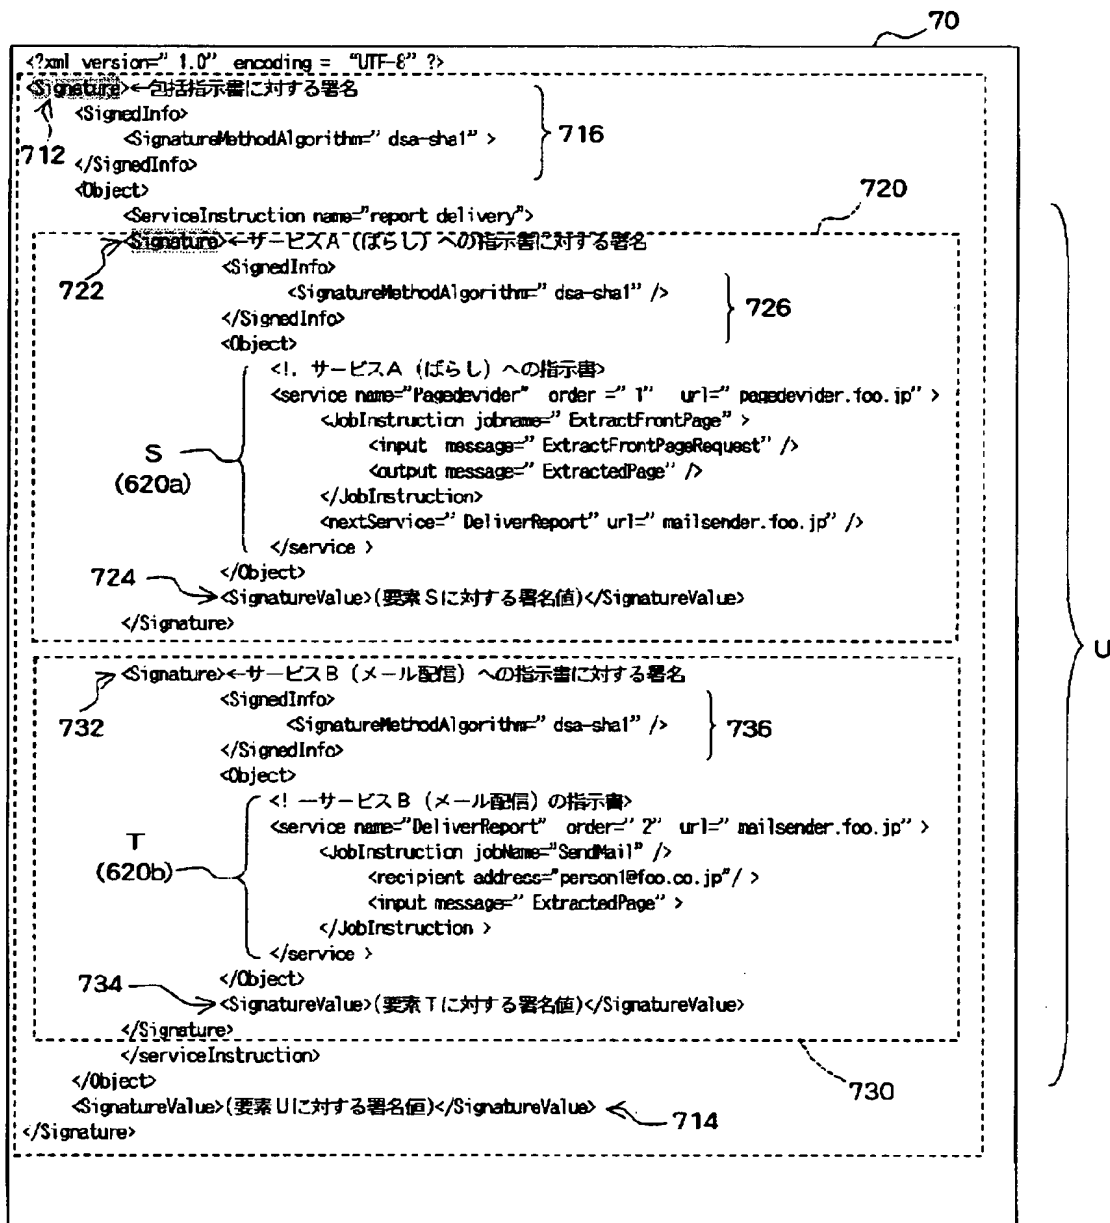 70
<?xml version=" 1.0" encoding = "UTF-8" ?>
<Signature>←包括指示書に対する署名
<SignedInfo>
<SignatureMethodAlgorithm=" dsa-sha1" >
716
712
</SignedInfo>
<Object>
720
<ServiceInstruction name="report delivery">
<Signature>←サービスA（ばらし）への指示書に対する署名
722
<SignedInfo>
<SignatureMethodAlgorithm=" dsa-sha1" />
726
</SignedInfo>
<Object>
<!. サービスA（ばらし）への指示書>
<service name="Pagedevider" order =" 1" url=" pagedevider.foo.jp" >
<JobInstruction jobname=" ExtractFrontPage" >
<input message=" ExtractFrontPageRequest" />
S
(620a)
<output message=" ExtractedPage" />
</JobInstruction>
<nextService=" DeliverReport" url=" mailsender.foo.jp" />
</service >
</Object>
724
<SignatureValue>(要素Sに対する署名値)</SignatureValue>
</Signature>
U
<Signature>←サービスB（メール配信）への指示書に対する署名
732
<SignedInfo>
<SignatureMethodAlgorithm=" dsa-sha1" />
736
</SignedInfo>
<Object>
<! ーサービスB（メール配信）の指示書>
<service name="DeliverReport" order=" 2" url=" mailsender.foo.jp" >
<JobInstruction jobName="SendMail" />
T
(620b)
<recipient address="person1@foo.co.jp"/ >
<input message=" ExtractedPage" >
</JobInstruction >
</service >
</Object>
734
<SignatureValue>(要素Tに対する署名値)</SignatureValue>
</Signature>
</serviceInstruction>
730
</Object>
<SignatureValue>(要素Uに対する署名値)</SignatureValue>
714
</Signature>